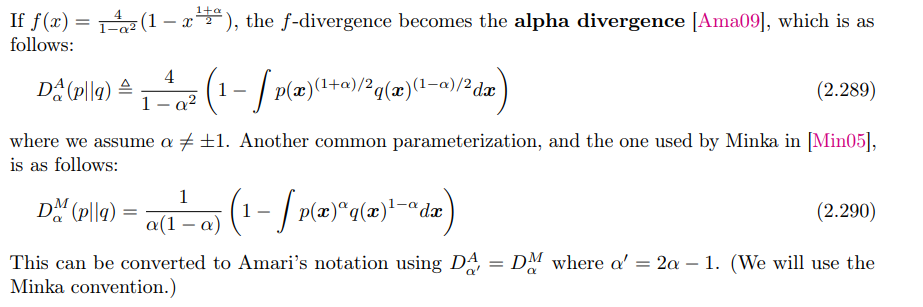 If $f(x) = \frac{4}{1-\alpha^2}(1 - x^{\frac{1+\alpha}{2}})$, the $f$-divergence becomes the **alpha divergence** [Ama09], which is as
follows:
$D_\alpha^A(p||q) \triangleq \frac{4}{1-\alpha^2}\left(1 - \int p(\boldsymbol{x})^{(1+\alpha)/2} q(\boldsymbol{x})^{(1-\alpha)/2} d\boldsymbol{x}\right)$ (2.289)
where we assume $\alpha \neq \pm 1$. Another common parameterization, and the one used by Minka in [Min05],
is as follows:
$D_\alpha^M(p||q) = \frac{1}{\alpha(1-\alpha)}\left(1 - \int p(\boldsymbol{x})^\alpha q(\boldsymbol{x})^{1-\alpha} d\boldsymbol{x}\right)$ (2.290)
This can be converted to Amari's notation using $D_{\alpha'}^A = D_\alpha^M$ where $\alpha' = 2\alpha - 1$. (We will use the
Minka convention.)